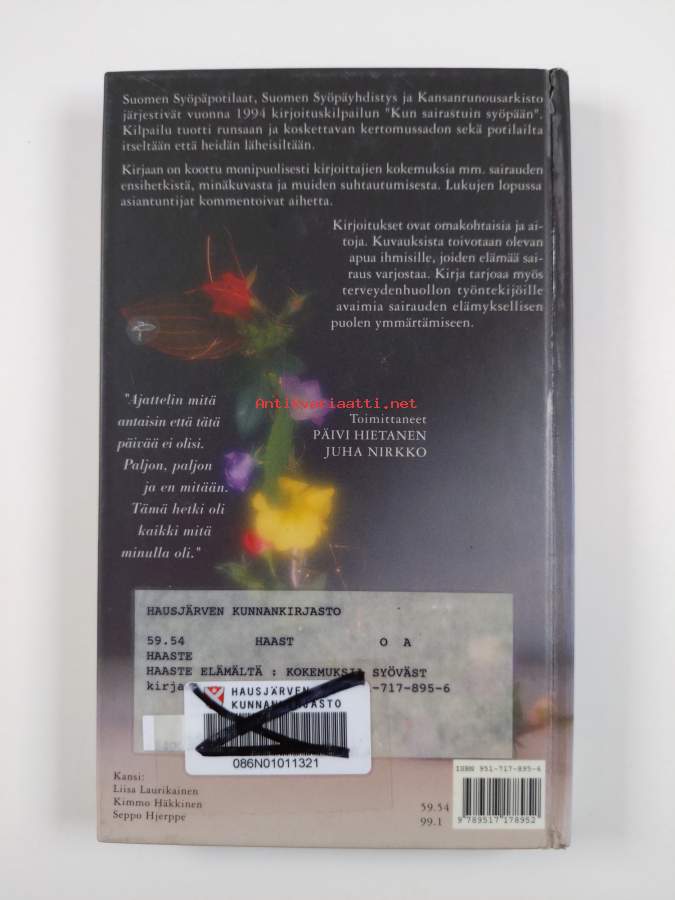 Suomen Syöpäpotilaat, Suomen Syöpäyhdistys ja Kansanrunousarkisto
järjestivät vuonna 1994 kirjoituskilpailun "Kun sairastuin syöpään".
Kilpailu tuotti runsaan ja koskettavan kertomussadon sekä potilailta
itseltään että heidän läheisiltään.
Kirjaan on koottu monipuolisesti kirjoittajien kokemuksia mm. sairauden
ensihetkistä, minäkuvasta ja muiden suhtautumisesta. Lukujen lopussa
asiantuntijat kommentoivat aihetta.
Kirjoitukset ovat omakohtaisia ja ai-
toja. Kuvauksista toivotaan olevan
apua ihmisille, joiden elämää sai-
raus varjostaa. Kirja tarjoaa myös
terveydenhuollon työntekijöille
avaimia sairauden elämyksellisen
puolen ymmärtämiseen.
"Ajattelin mitä
antaisin että tätä
päivää ei olisi.
Paljon, paljon
ja en mitään.
Tämä hetki oli
kaikki mitä
minulla oli."
Antikvariaatti.net
Toimittaneet
PÄIVI HIETANEN
JUHA NIRKKO
HAUSJÄRVEN KUNNANKIRJASTO
59.54 HAAST O A
HAASTE
HAASTE ELÄMÄLTÄ : KOKEMUKSIA SYÖVÄST
kirja -717-895-6
HAUSJÄRVEN
KUNNANKIRJASTO
086N01011321
Kansi:
Liisa Laurikainen
Kimmo Häkkinen
Seppo Hjerppe
59.54
99.1
ISBN 951-717-895-6
9 789517 178952